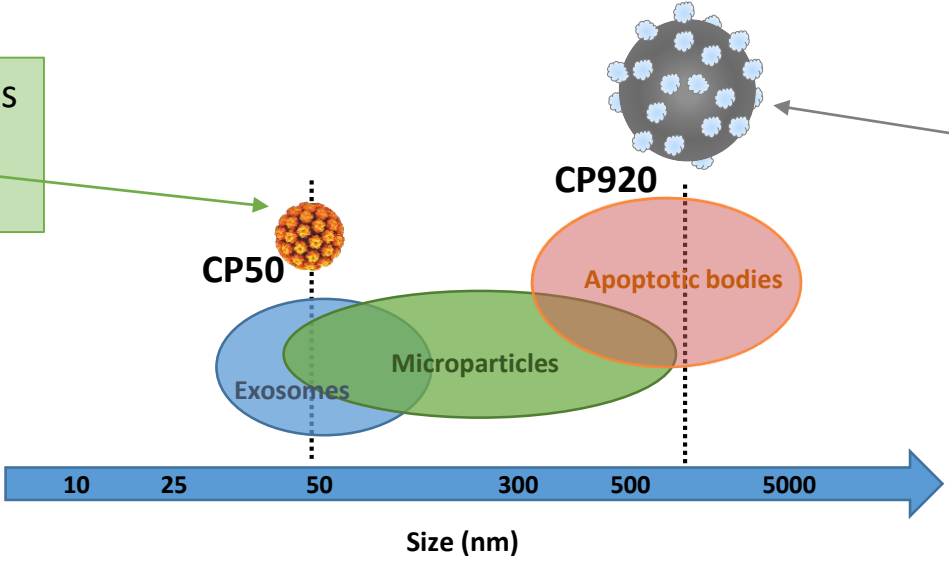 s
CP920
CP50
Apoptotic bodies
Microparticles
Exosomes
10 25 50 300 500 5000
Size (nm)